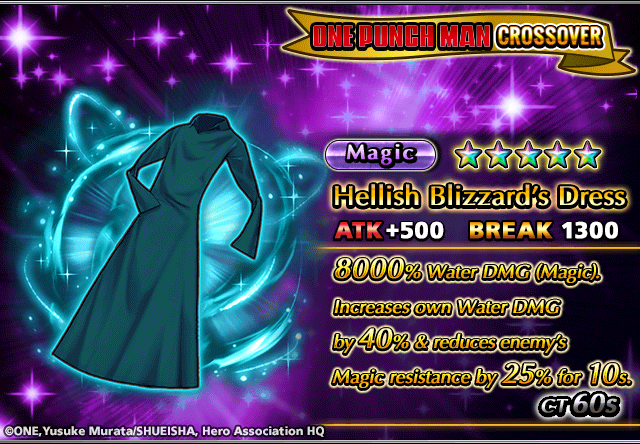 ONE PUNCH MAN CROSSOVER
Magic
Hellish Blizzard's Dress
ATK +500 BREAK 1300
8000% Water DMG (Magic).
Increases own Water DMG
by 40% & reduces enemy's
Magic resistance by 25% for 10s.
CT 60s
©ONE,Yusuke Murata/SHUEISHA, Hero Association HQ